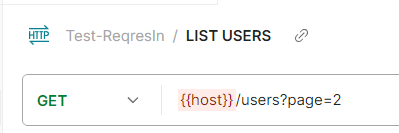 HTTP Test-ReqresIn / LIST USERS
GET {{host}}/users?page=2